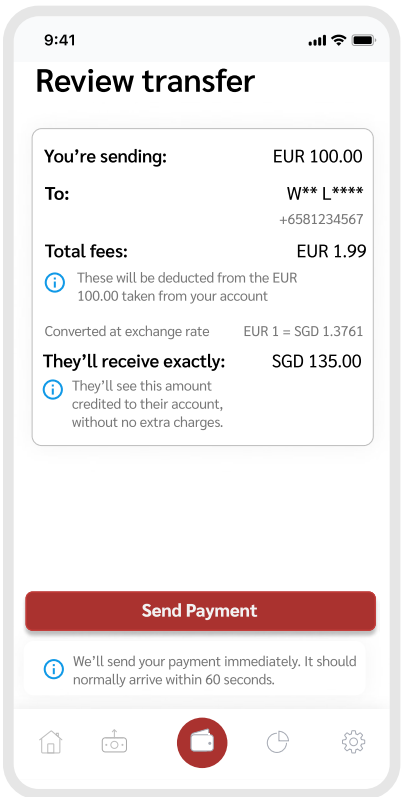 9:41
Review transfer
You’re sending: EUR 100.00
To: W** L****
+6581234567
Total fees: EUR 1.99
These will be deducted from the EUR
100.00 taken from your account
Converted at exchange rate EUR 1 = SGD 1.3761
They’ll receive exactly: SGD 135.00
They’ll see this amount
credited to their account,
without no extra charges.
Send Payment
We’ll send your payment immediately. It should
normally arrive within 60 seconds.